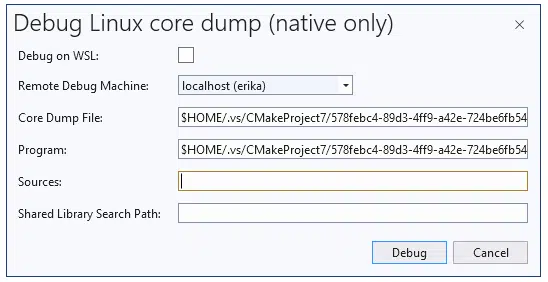 Debug Linux core dump (native only)
Debug on WSL:
Remote Debug Machine: localhost (erika)
Core Dump File: $HOME/.vs/CMakeProject7/578febc4-89d3-4ff9-a42e-724be6fb54
Program: $HOME/.vs/CMakeProject7/578febc4-89d3-4ff9-a42e-724be6fb54
Sources:
Shared Library Search Path:
Debug Cancel